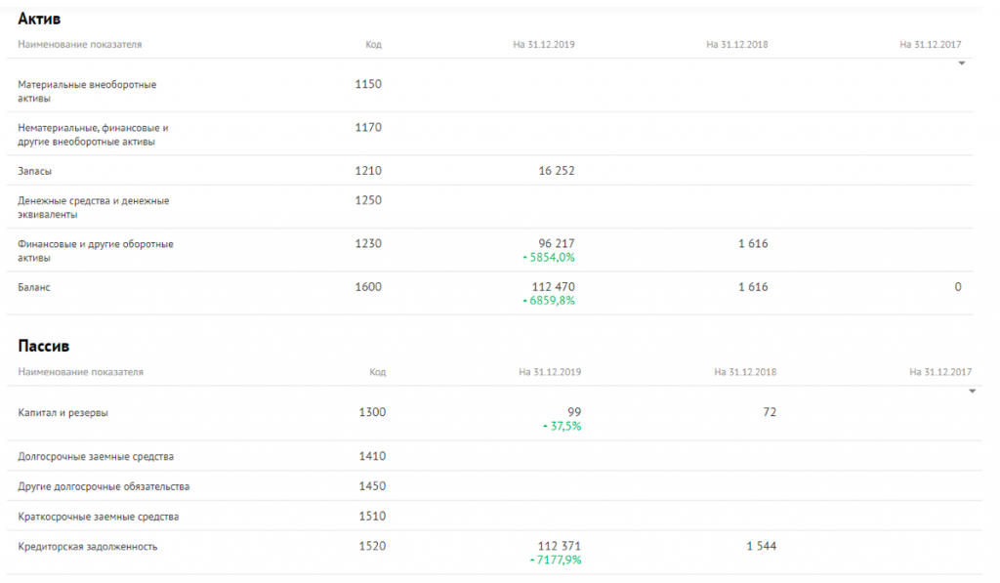 Актив
Наименование показателя Код На 31.12.2019 На 31.12.2018 На 31.12.2017
Материальные внеоборотные 1150
активы
Нематериальные, финансовые и 1170
другие внеоборотные активы
Запасы 1210 16 252
Денежные средства и денежные 1250
эквиваленты
Финансовые и другие оборотные 1230 96 217 1 616
активы 5854,0%
Баланс 1600 112 470 1 616 0
6859,8%
Пассив
Наименование показателя Код На 31.12.2019 На 31.12.2018 На 31.12.2017
Капитал и резервы 1300 99 72
37,5%
Долгосрочные заемные средства 1410
Другие долгосрочные обязательства 1450
Краткосрочные заемные средства 1510
Кредиторская задолженность 1520 112 371 1 544
7177,9%